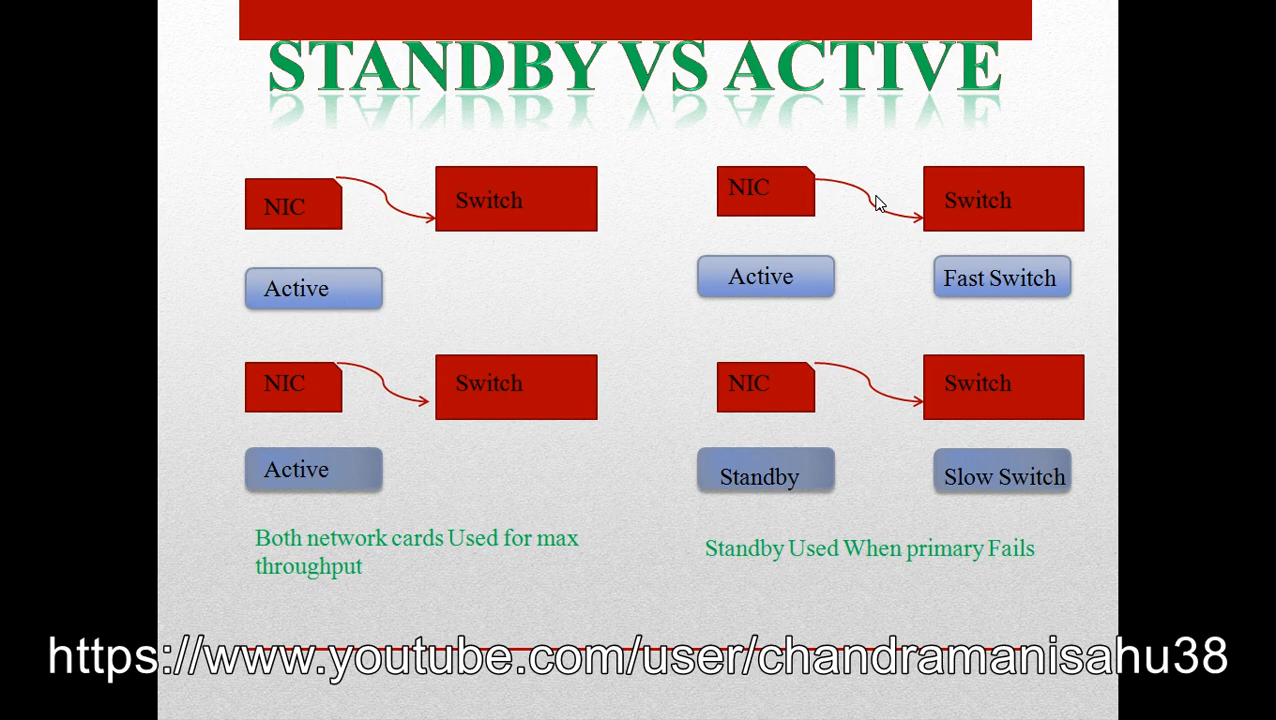 STANDBY VS ACTIVE
NIC
Switch
Active
NIC
Switch
Active
Both network cards Used for max
throughput
NIC
Switch
Active
Fast Switch
NIC
Switch
Standby
Slow Switch
Standby Used When primary Fails
https://www.youtube.com/user/chandramanisahu38